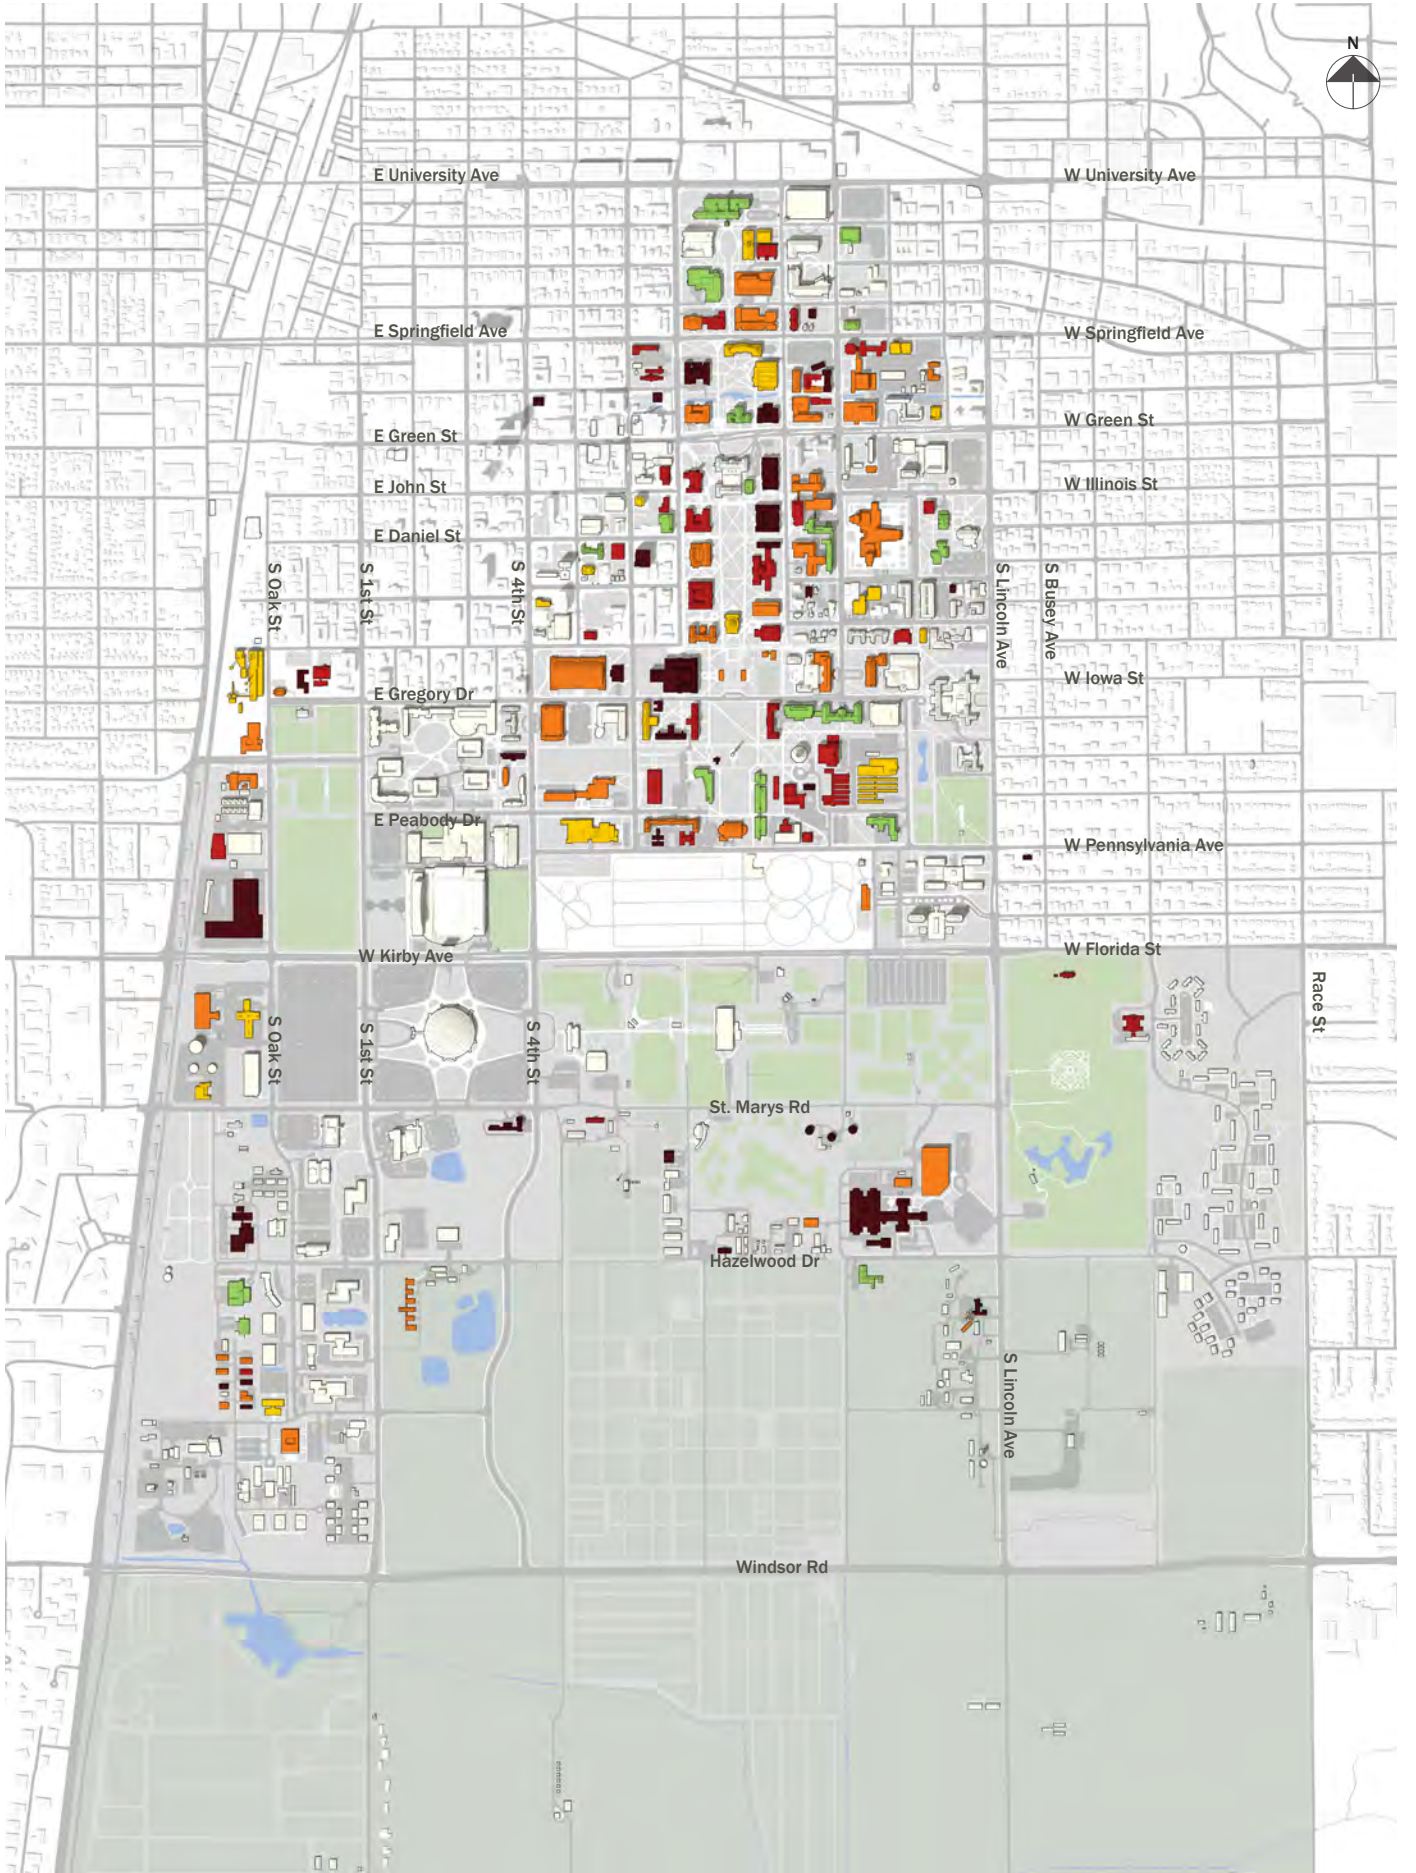 N
E University Ave
W University Ave
E Springfield Ave
W Springfield Ave
E Green St
W Green St
E John St
W Illinois St
E Daniel St
S Oak St
S 1st St
S 4th St
S Lincoln Ave
S Busey Ave
E Gregory Dr
W Iowa St
E Peabody Dr
W Pennsylvania Ave
W Kirby Ave
W Florida St
Race St
S Oak St
S 1st St
S 4th St
St. Marys Rd
Hazelwood Dr
S Lincoln Ave
Windsor Rd